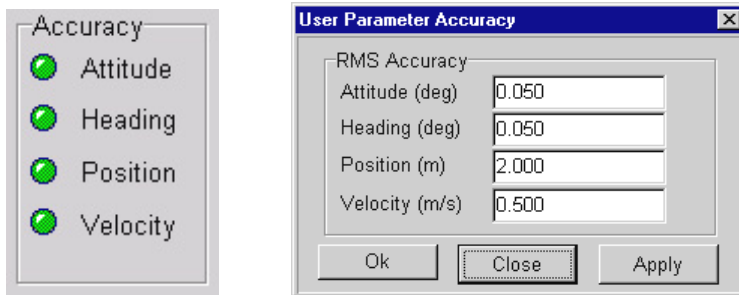 Accuracy
Attitude
Heading
Position
Velocity
User Parameter Accuracy
RMS Accuracy
Attitude (deg) 0.050
Heading (deg) 0.050
Position (m) 2.000
Velocity (m/s) 0.500
Ok Close Apply